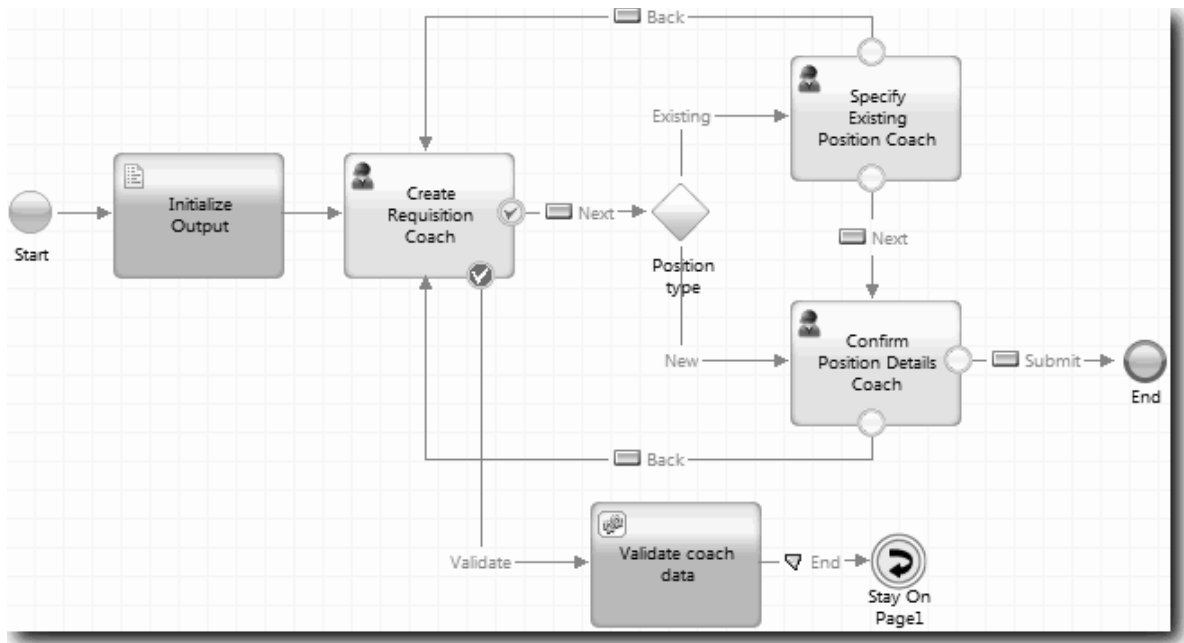 Back
Specify
Existing
Position Coach
Existing
Initialize
Output
Create
Requisition
Coach
Next
Start
Next
Position
type
Confirm
Position Details
Coach
New
Submit
End
Back
Validate
Validate coach
data
End
Stay On
Page1